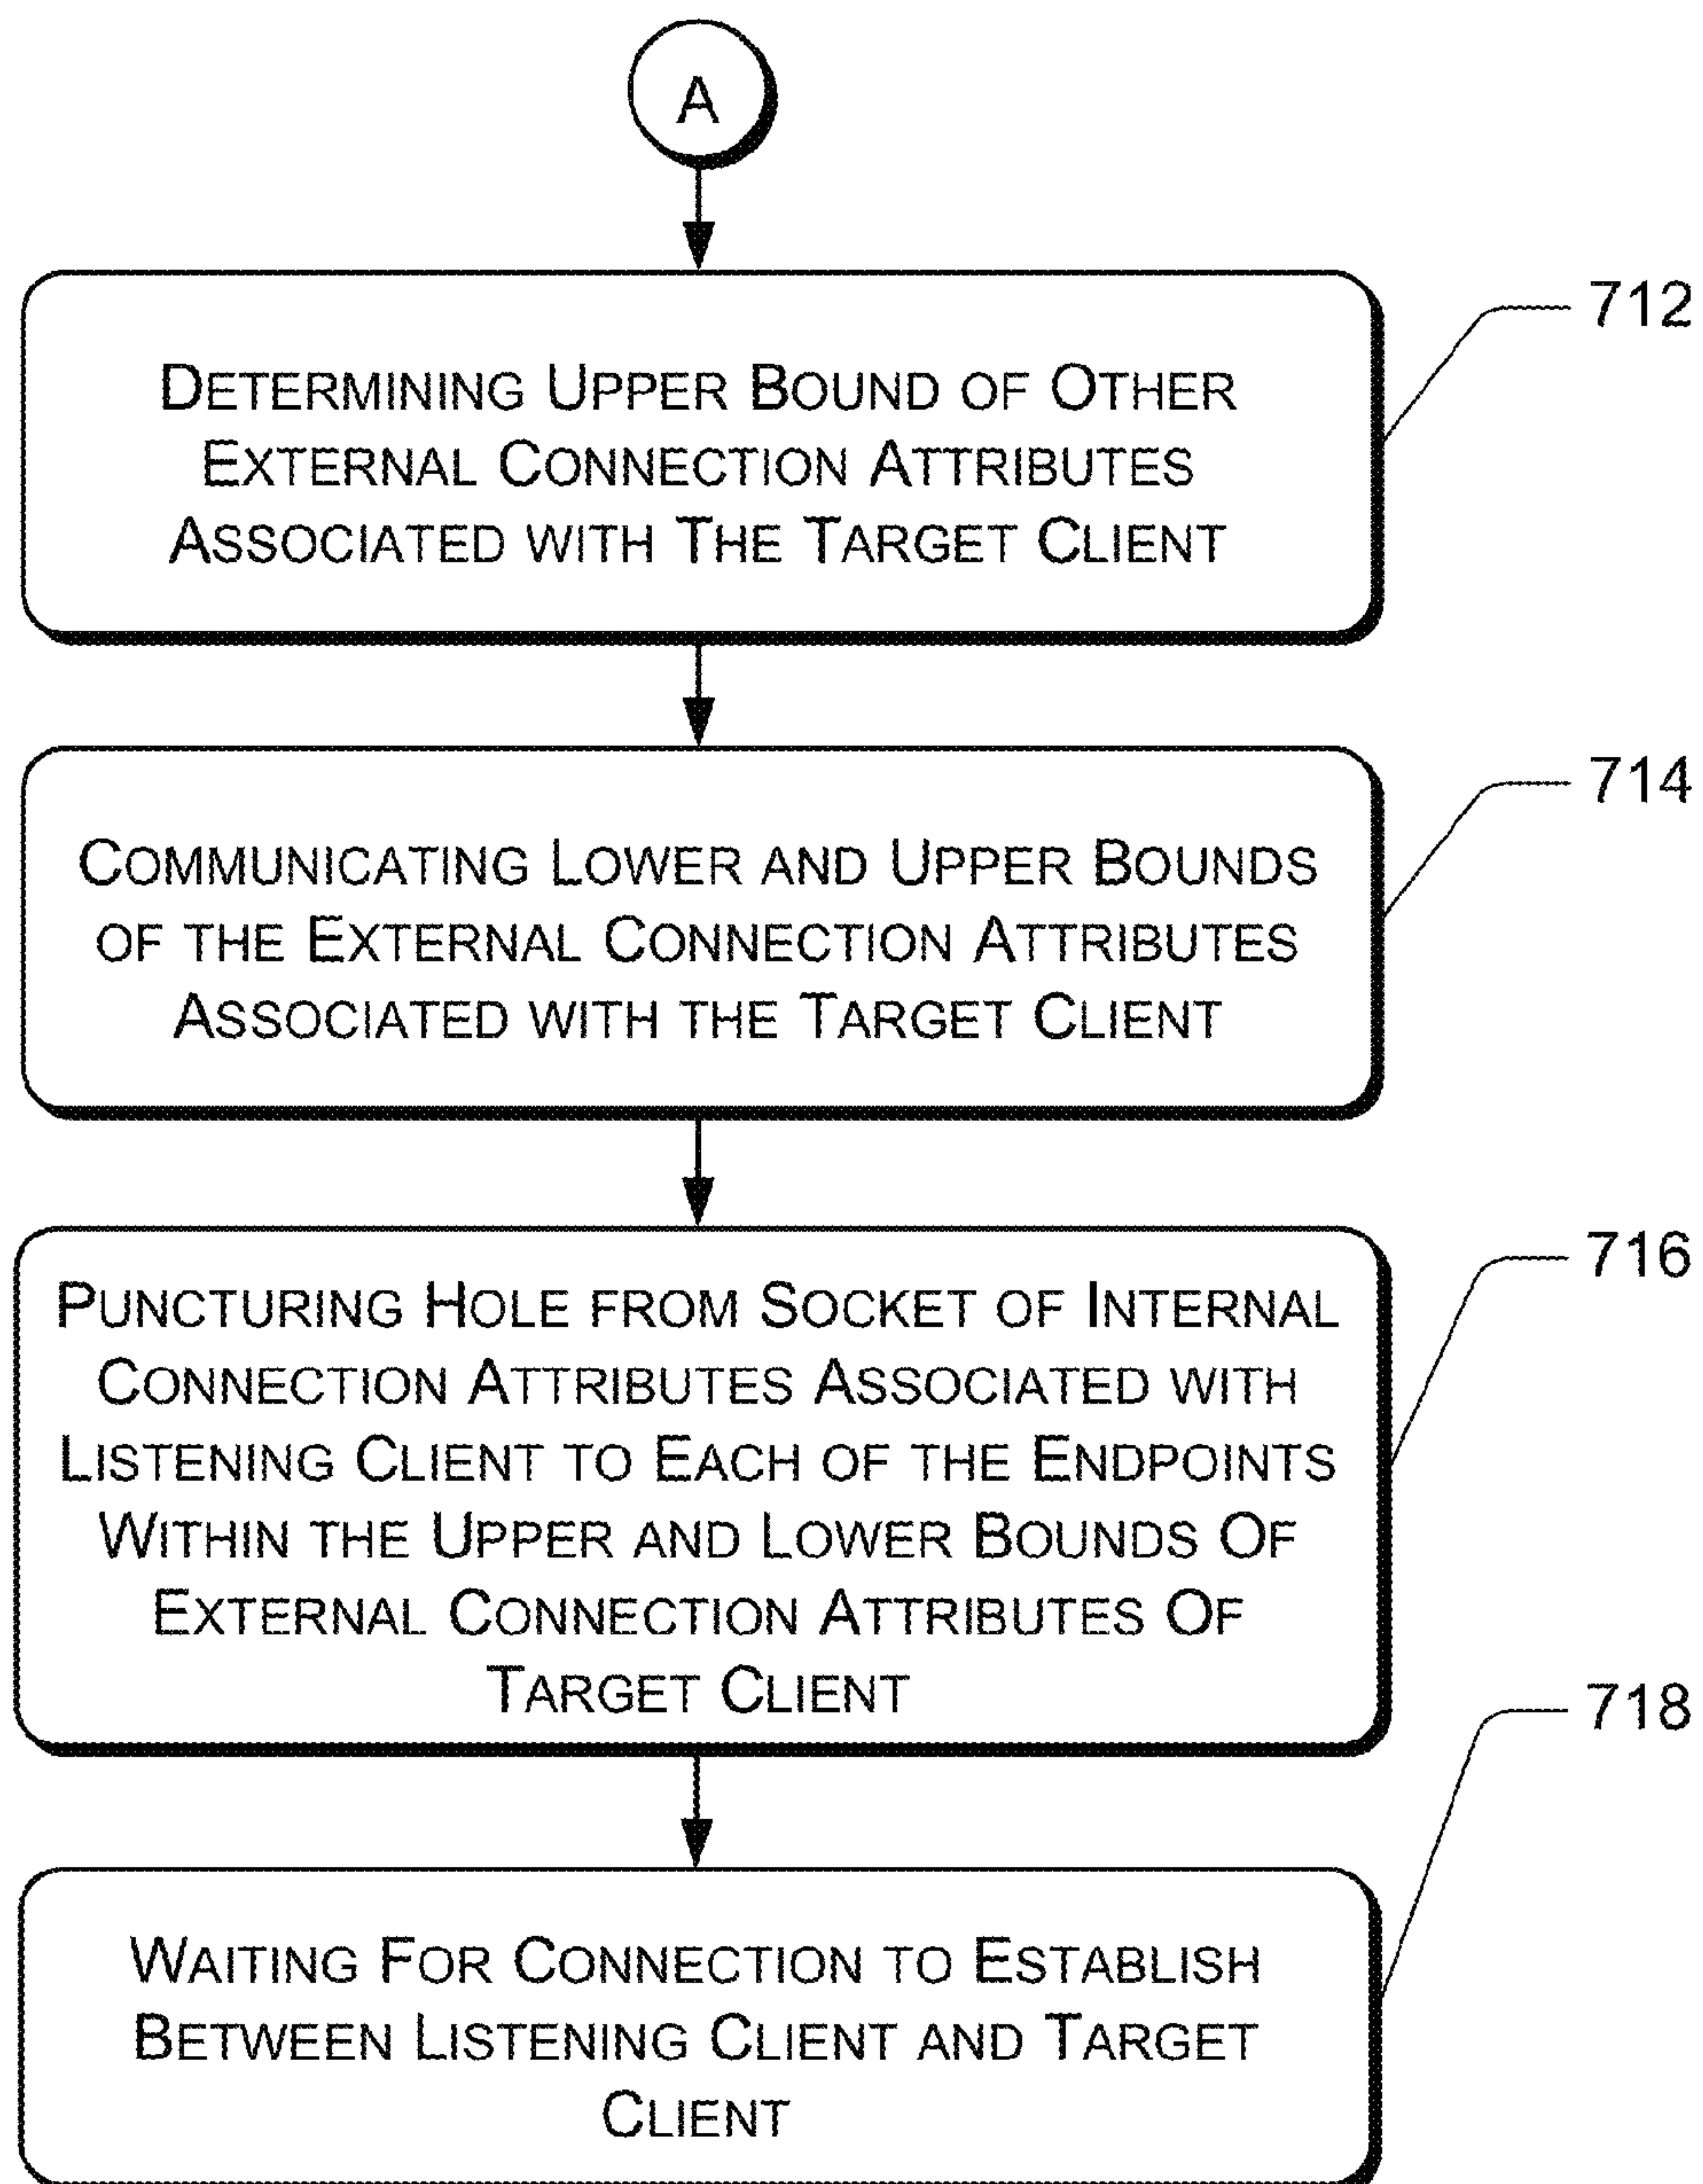 A
712
DETERMINING UPPER BOUND OF OTHER
EXTERNAL CONNECTION ATTRIBUTES
ASSOCIATED WITH THE TARGET CLIENT
714
COMMUNICATING LOWER AND UPPER BOUNDS
OF THE EXTERNAL CONNECTION ATTRIBUTES
ASSOCIATED WITH THE TARGET CLIENT
716
PUNCTURING HOLE FROM SOCKET OF INTERNAL
CONNECTION ATTRIBUTES ASSOCIATED WITH
LISTENING CLIENT TO EACH OF THE ENDPOINTS
WITHIN THE UPPER AND LOWER BOUNDS OF
EXTERNAL CONNECTION ATTRIBUTES OF
TARGET CLIENT
718
WAITING FOR CONNECTION TO ESTABLISH
BETWEEN LISTENING CLIENT AND TARGET
CLIENT